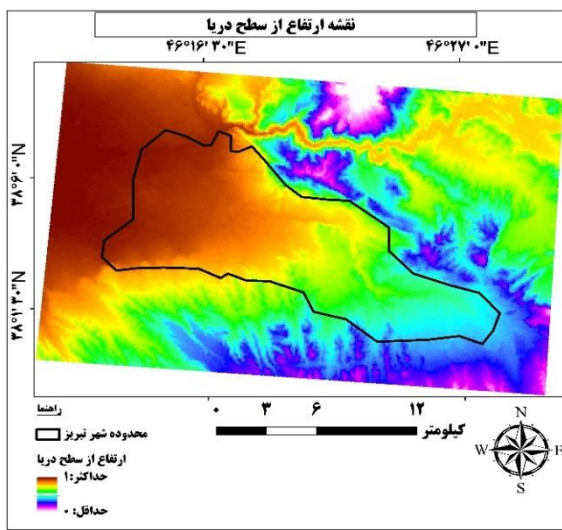 نقشه ارتفاع از سطح دریا
۴۶°۱۶'۳۰"E
۴۶°۲۷'۰"E
۳۸°۶'۰"N
۳۸°۱'۳۰"N
راهنما
محدوده شهر تبریز
ارتفاع از سطح دریا
حداکثر: ۱
حداقل: ۰
۰ ۳ ۶ ۱۲
کیلومتر
N
W E
S